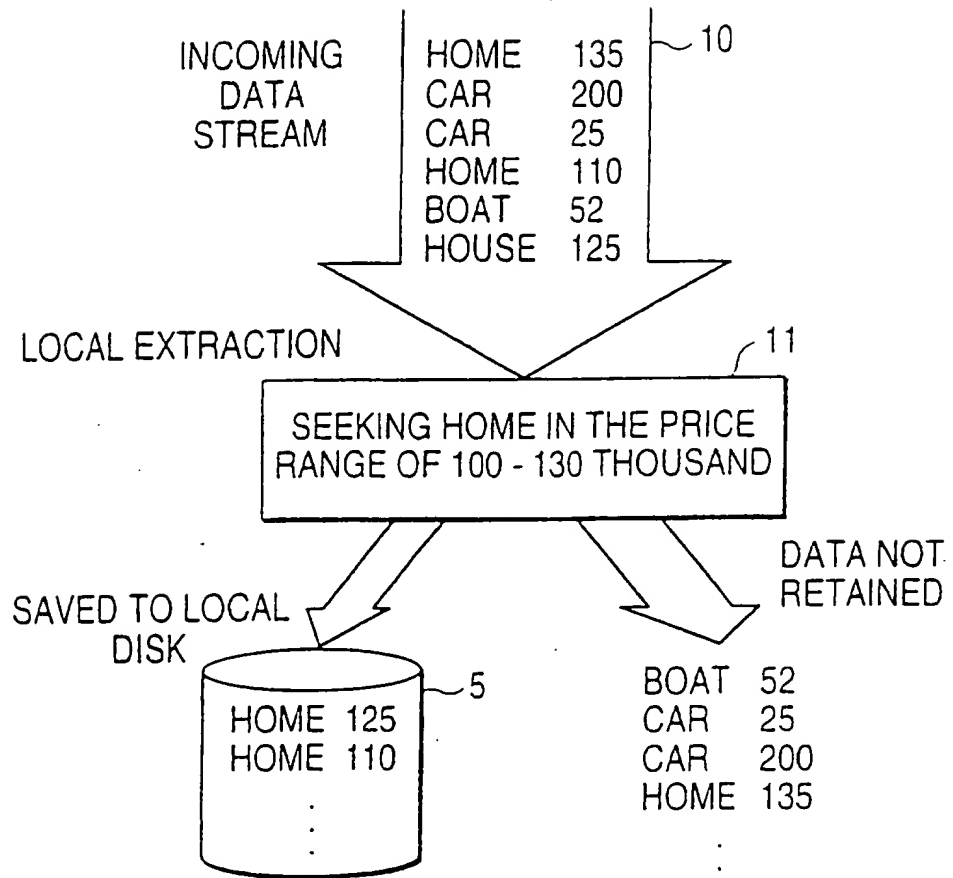 INCOMING
DATA
STREAM
HOME 135
CAR 200
CAR 25
HOME 110
BOAT 52
HOUSE 125
10
LOCAL EXTRACTION
11
SEEKING HOME IN THE PRICE
RANGE OF 100 - 130 THOUSAND
SAVED TO LOCAL
DISK
DATA NOT
RETAINED
5
HOME 125
HOME 110
BOAT 52
CAR 25
CAR 200
HOME 135